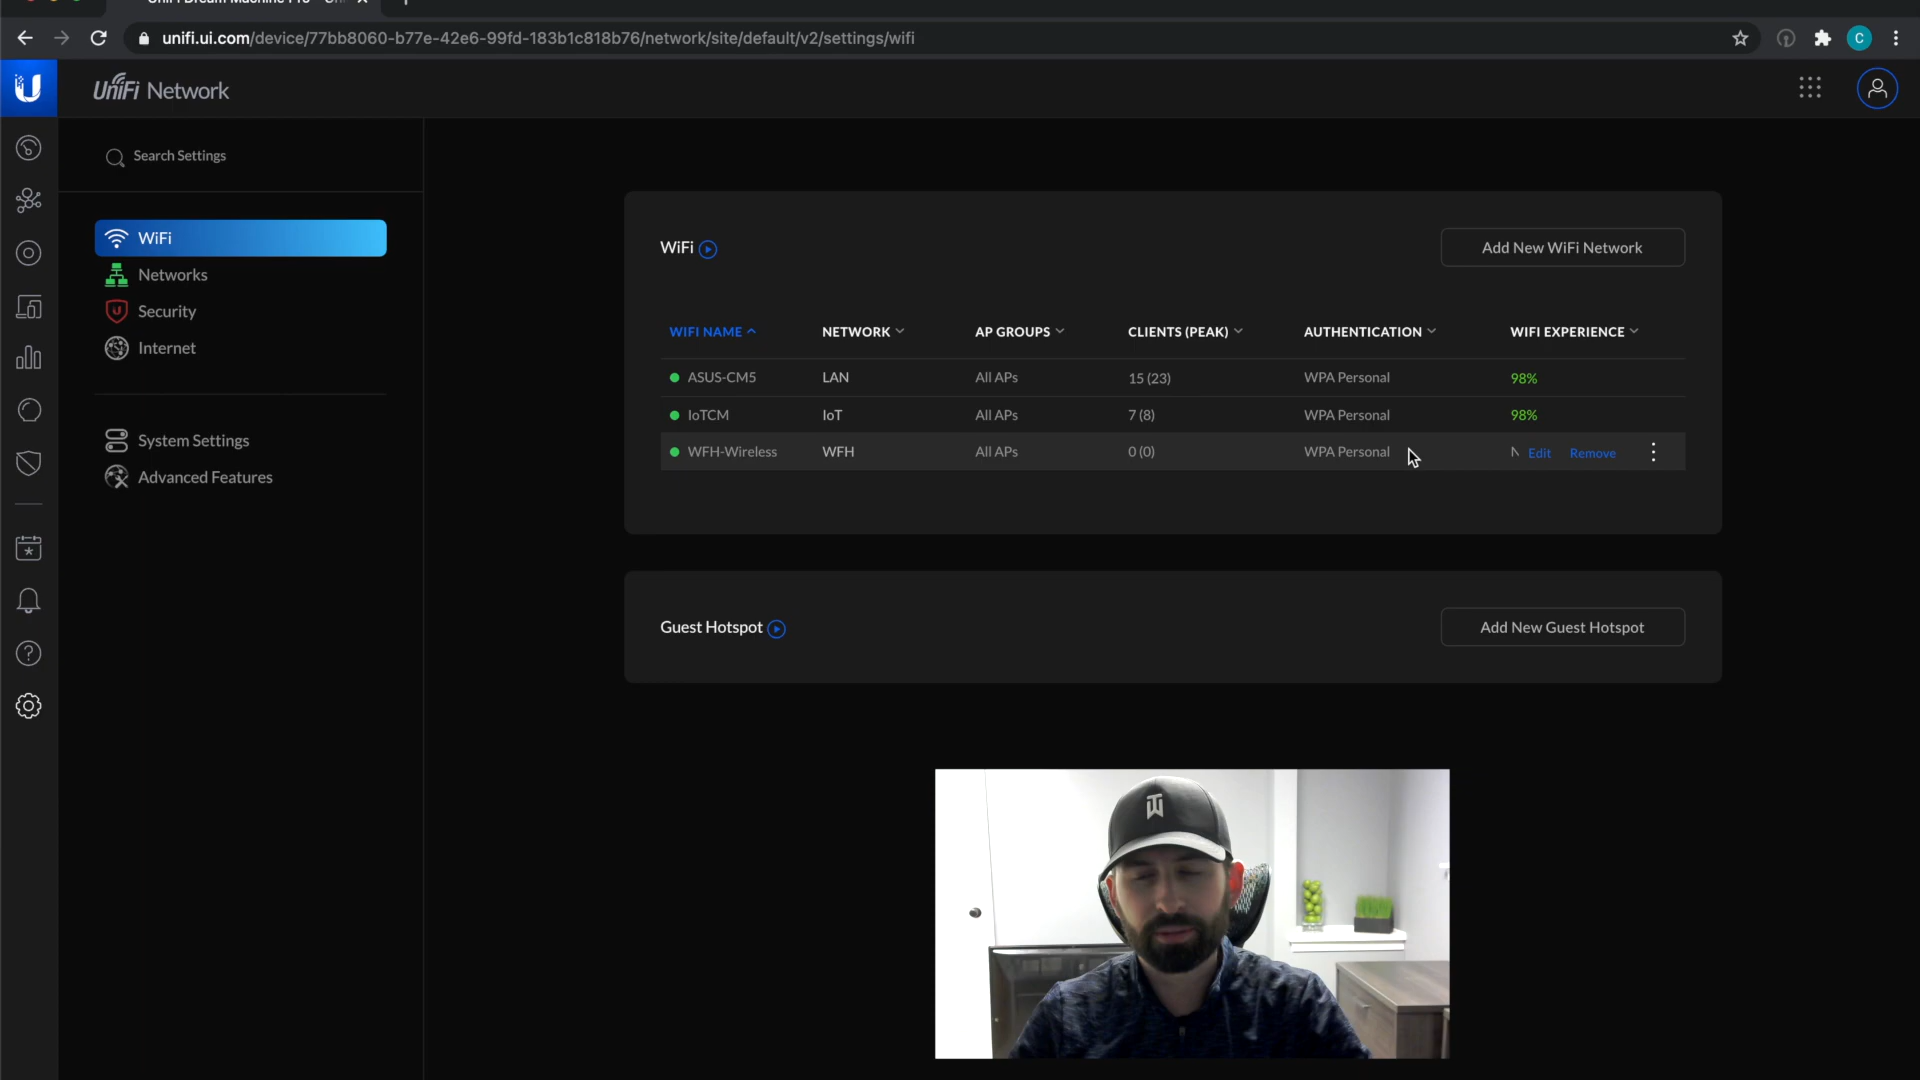 unifi.ui.com/device/77bb8060-b77e-42e6-99fd-183b1c818b76/network/site/default/v2/settings/wifi
C
UniFi Network
Search Settings
WiFi
Networks
Security
Internet
System Settings
Advanced Features
WiFi
Add New WiFi Network
WIFI NAME NETWORK AP GROUPS CLIENTS (PEAK) AUTHENTICATION WIFI EXPERIENCE
ASUS-CM5 LAN All APs 15 (23) WPA Personal 98%
IoTCM IoT All APs 7 (8) WPA Personal 98%
WFH-Wireless WFH All APs 0 (0) WPA Personal Edit Remove
Guest Hotspot
Add New Guest Hotspot